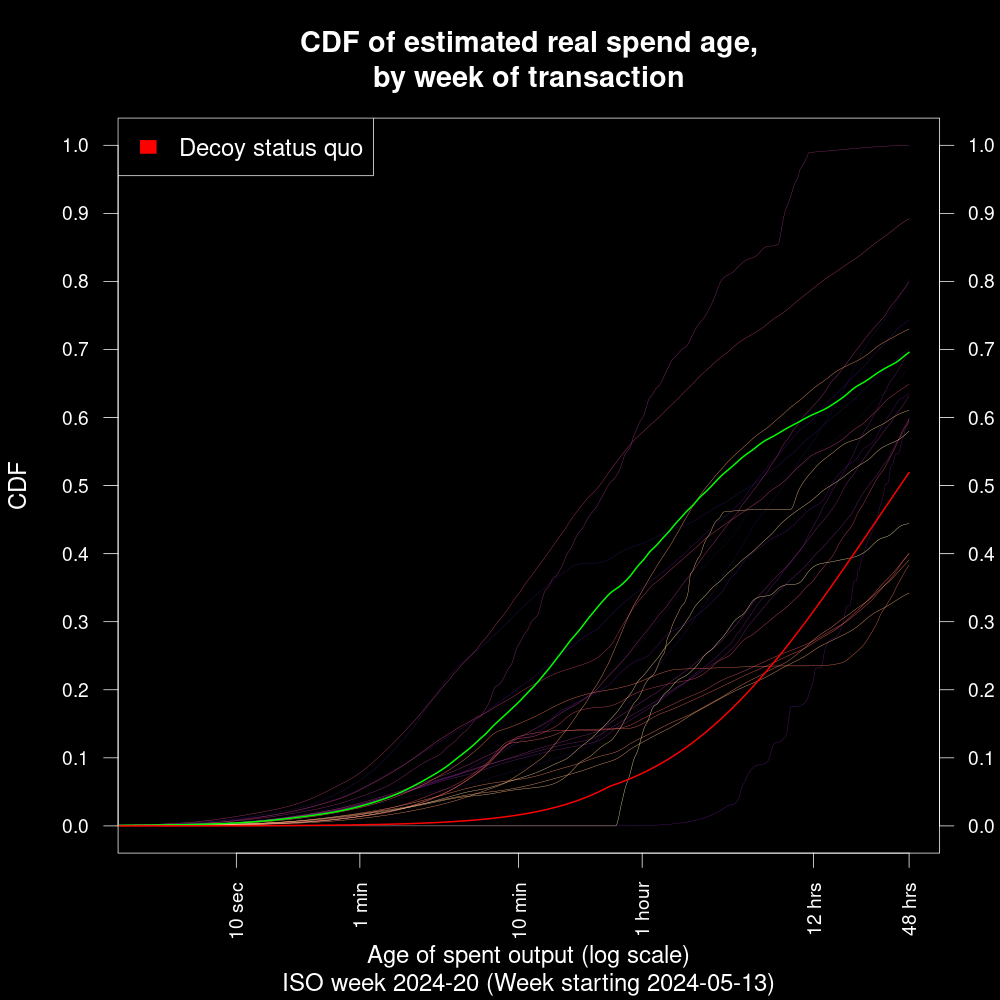 CDF of estimated real spend age,
by week of transaction
Decoy status quo
CDF
1.0
0.9
0.8
0.7
0.6
0.5
0.4
0.3
0.2
0.1
0.0
1.0
0.9
0.8
0.7
0.6
0.5
0.4
0.3
0.2
0.1
0.0
10 sec
1 min
10 min
1 hour
12 hrs
48 hrs
Age of spent output (log scale)
ISO week 2024-20 (Week starting 2024-05-13)